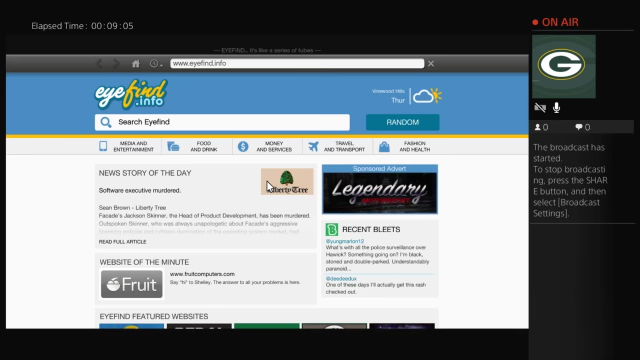 Elapsed Time : 00:09:05
ON AIR
— EYEFIND... It's like a series of tubes —
www.eyefind.info
eyefind
.info
Vinewood Hills
Thur
Search Eyefind
RANDOM
MEDIA AND
ENTERTAINMENT
FOOD
AND DRINK
MONEY
AND SERVICES
TRAVEL
AND TRANSPORT
FASHION
AND HEALTH
NEWS STORY OF THE DAY
Software executive murdered.
Liberty Tree
Sean Brown - Liberty Tree
Facade's Jackson Skinner, the Head of Product Development, has been murdered.
Outspoken Skinner, who was always unapologetic about Facade's aggressive
READ FULL ARTICLE
Sponsored Advert
Legendary
RECENT BLEETS
@yungmarlon12
What's with all the police surveillance over
Hawick? Something going on? I'm black,
stoned and double-parked. Understandably
paranoid...
@deedeedux
One of these days I'll actually get this rash
checked out.
WEBSITE OF THE MINUTE
Fruit
www.fruitcomputers.com
Say "hi" to Shelley. The answer to all your problems is here.
EYEFIND FEATURED WEBSITES
G
0
0
The broadcast has
started.
To stop broadcasti
ng, press the SHAR
E button, and then
select [Broadcast
Settings].